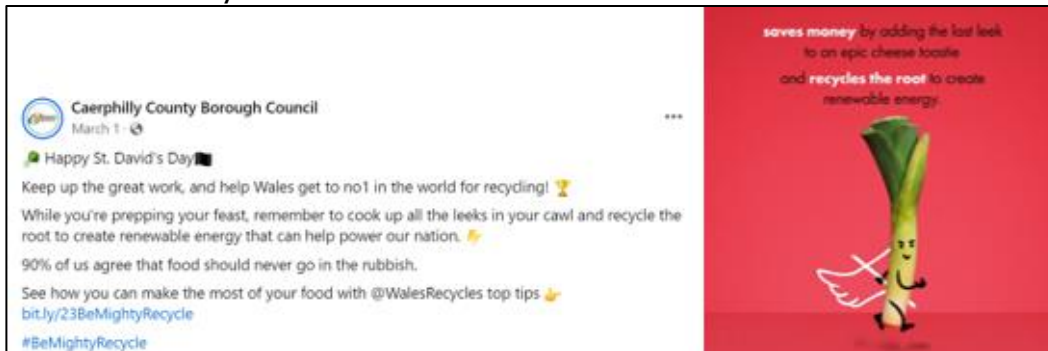 Caerphilly County Borough Council
March 1 ·
Happy St. David's Day
Keep up the great work, and help Wales get to no1 in the world for recycling! 🏆
While you're prepping your feast, remember to cook up all the leeks in your cawl and recycle the
root to create renewable energy that can help power our nation.
90% of us agree that food should never go in the rubbish.
See how you can make the most of your food with @WalesRecycles top tips 👉
bit.ly/23BeMightyRecycle
#BeMightyRecycle
saves money by adding the last leek
to an epic cheese toastie
and recycles the root to create
renewable energy.